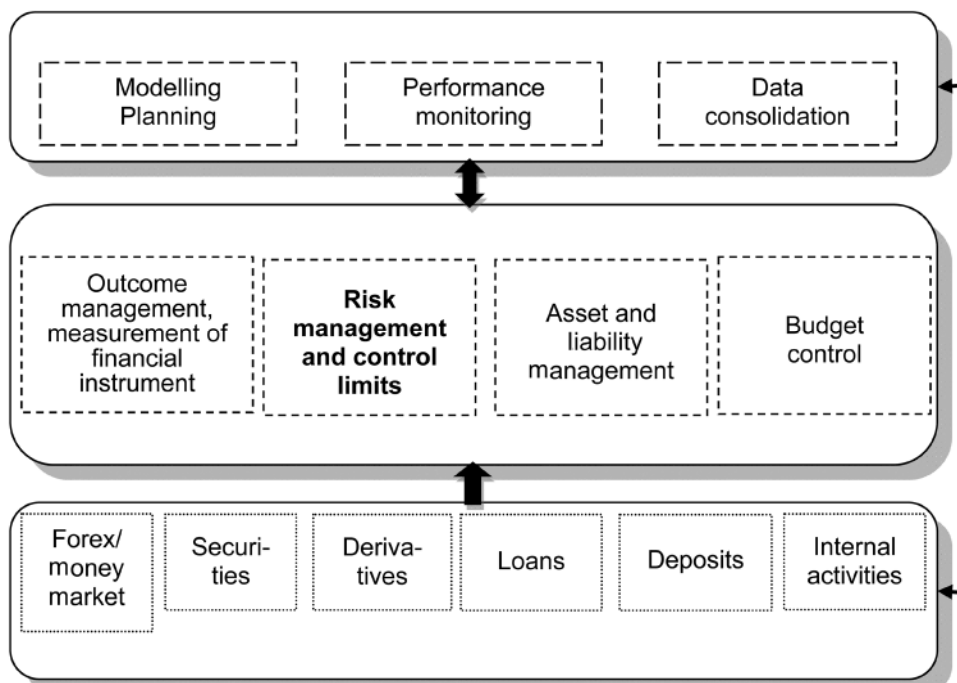 Modelling
Planning
Performance
monitoring
Data
consolidation
Outcome
management,
measurement of
financial
instrument
Risk
management
and control
limits
Asset and
liability
management
Budget
control
Forex/
money
market
Securi-
ties
Deriva-
tives
Loans
Deposits
Internal
activities